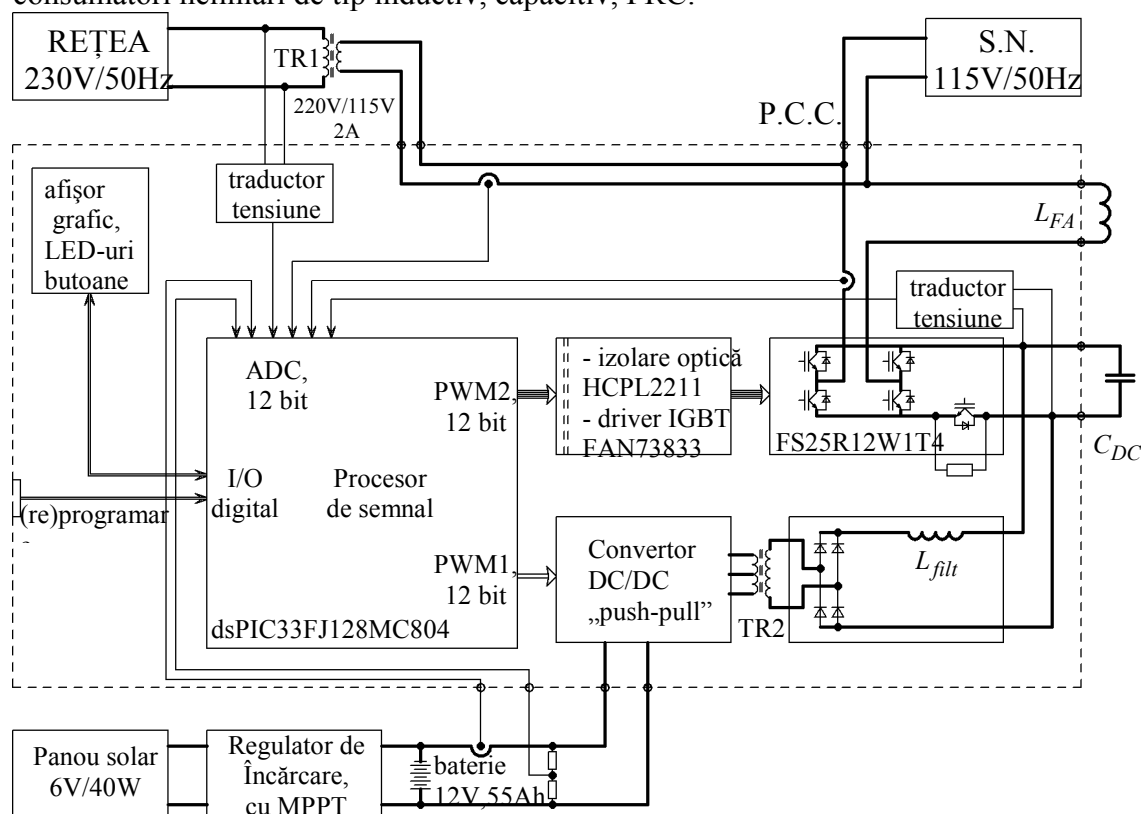 consumatori neliniari de tip inductiv, capacitiv, PRC.
REȚEA
230V/50Hz
TR1
220V/115V
2A
S.N.
115V/50Hz
P.C.C.
afişor
grafic,
LED-uri
butoane
traductor
tensiune
L_FA
traductor
tensiune
ADC,
12 bit
PWM2,
12 bit
- izolare optică
HCPL2211
- driver IGBT
FAN73833
FS25R12W1T4
C_DC
I/O
digital
Procesor
de semnal
(re)programar
PWM1,
12 bit
dsPIC33FJ128MC804
Convertor
DC/DC
„push-pull”
TR2
L_filt
Panou solar
6V/40W
Regulator de
Încărcare,
cu MPPT
baterie
12V,55Ah